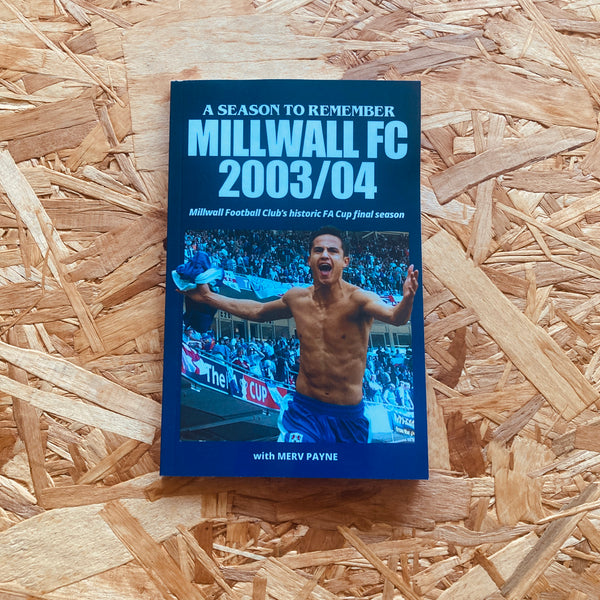 A SEASON TO REMEMBER
MILLWALL FC
2003/04
Millwall Football Club's historic FA Cup final season
The
CUP
with MERV PAYNE